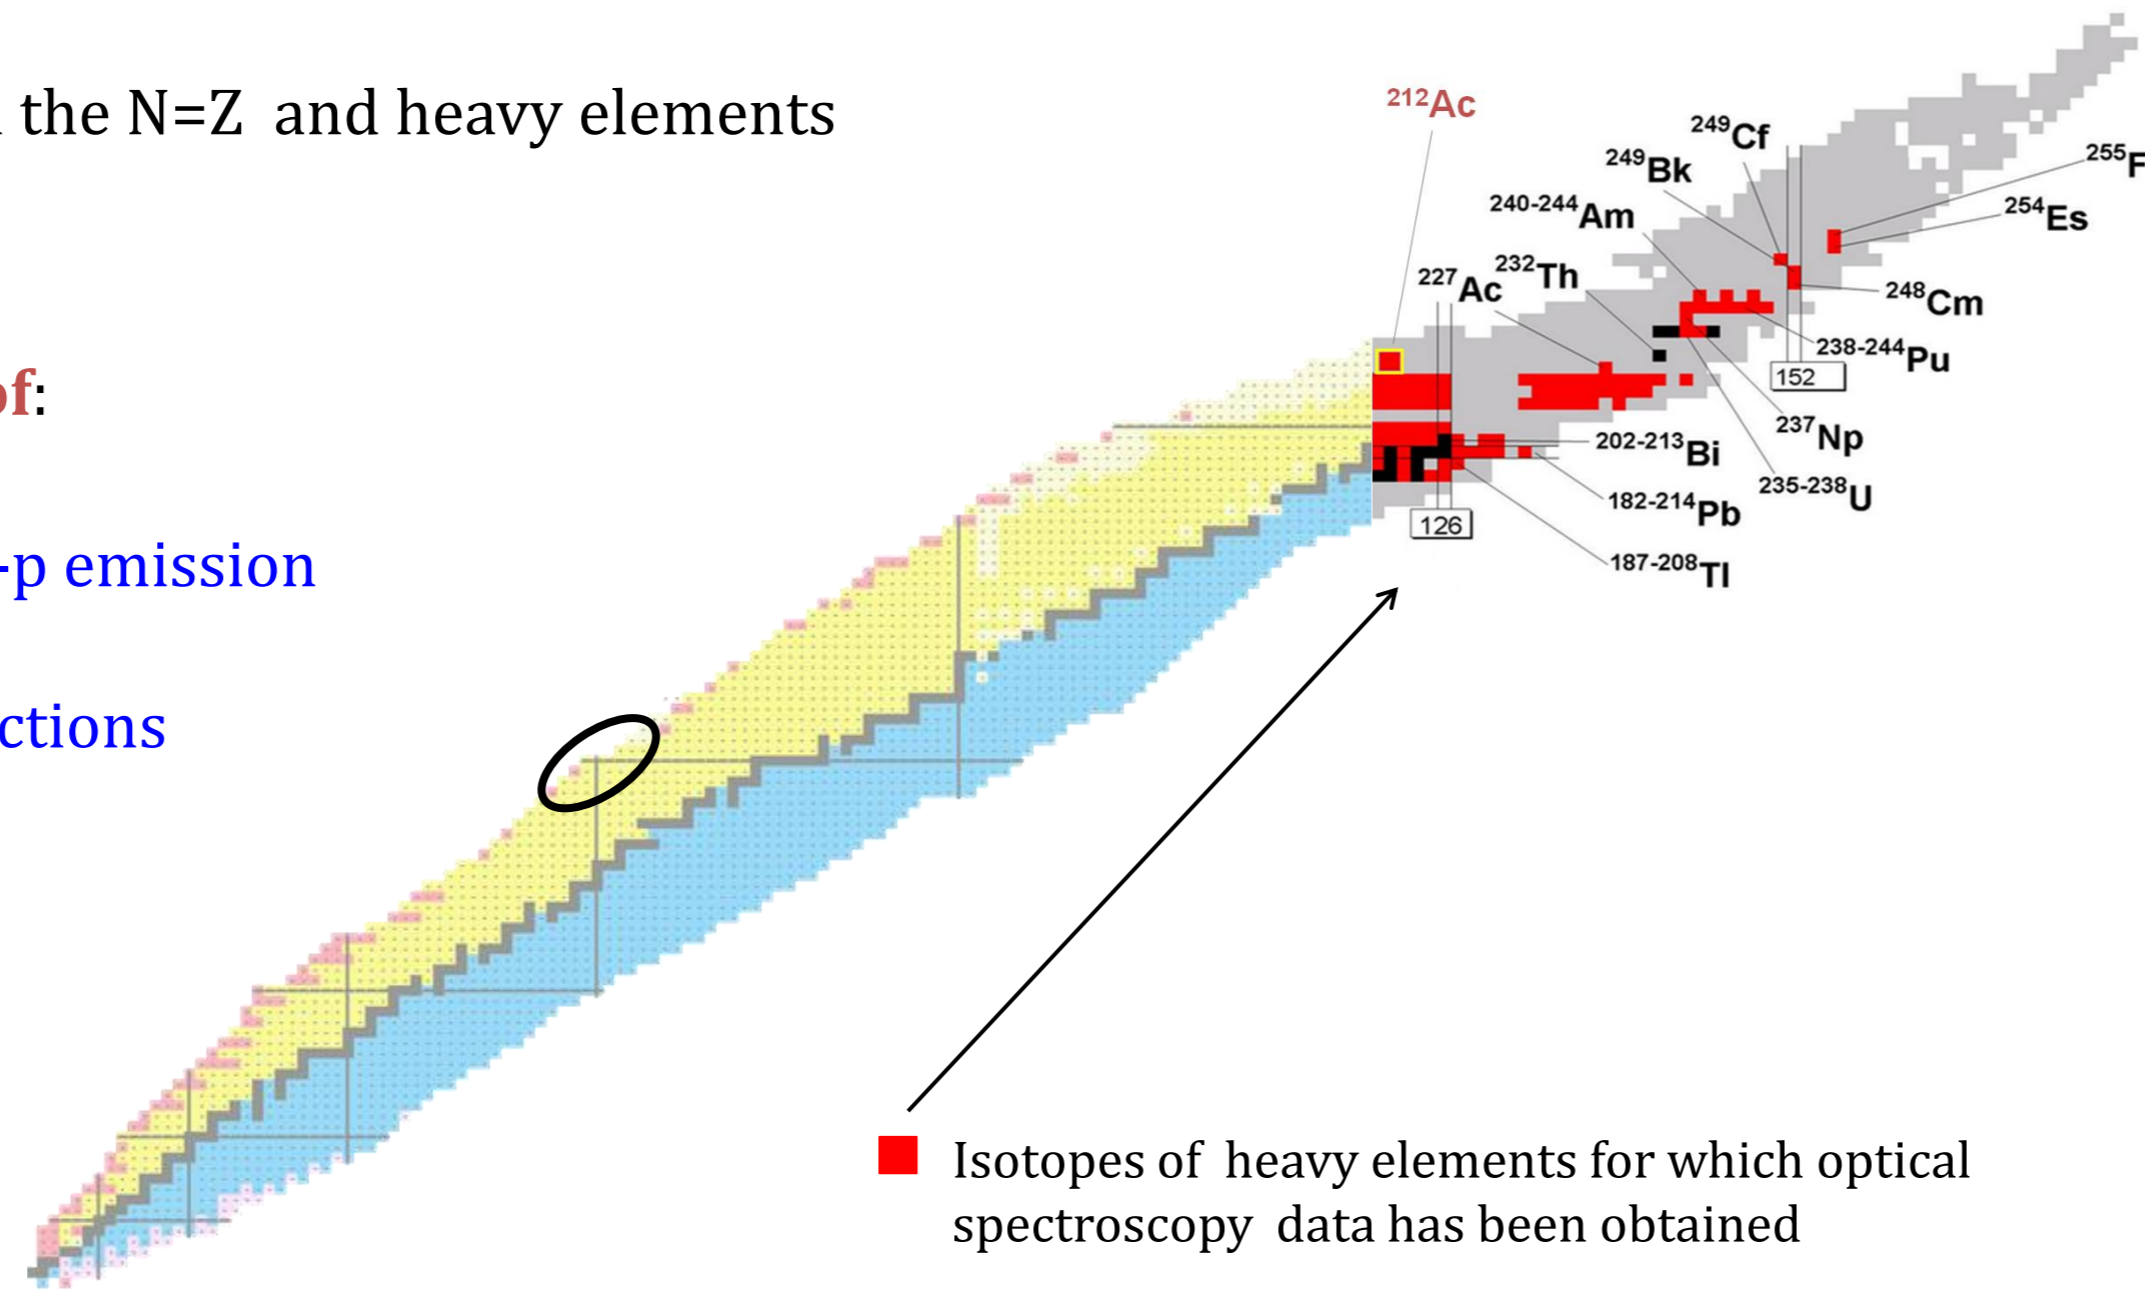 the N=Z and heavy elements
of:
-p emission
ctions
²¹²Ac
²⁴⁹Cf
²⁴⁹Bk
²⁵⁵F
²⁴⁰⁻²⁴⁴Am
²⁵⁴Es
²³²Th
²²⁷Ac
²⁴⁸Cm
²³⁸⁻²⁴⁴Pu
152
²³⁷Np
²⁰²⁻²¹³Bi
²³⁵⁻²³⁸U
¹⁸²⁻²¹⁴Pb
126
¹⁸⁷⁻²⁰⁸Tl
Isotopes of heavy elements for which optical
spectroscopy data has been obtained